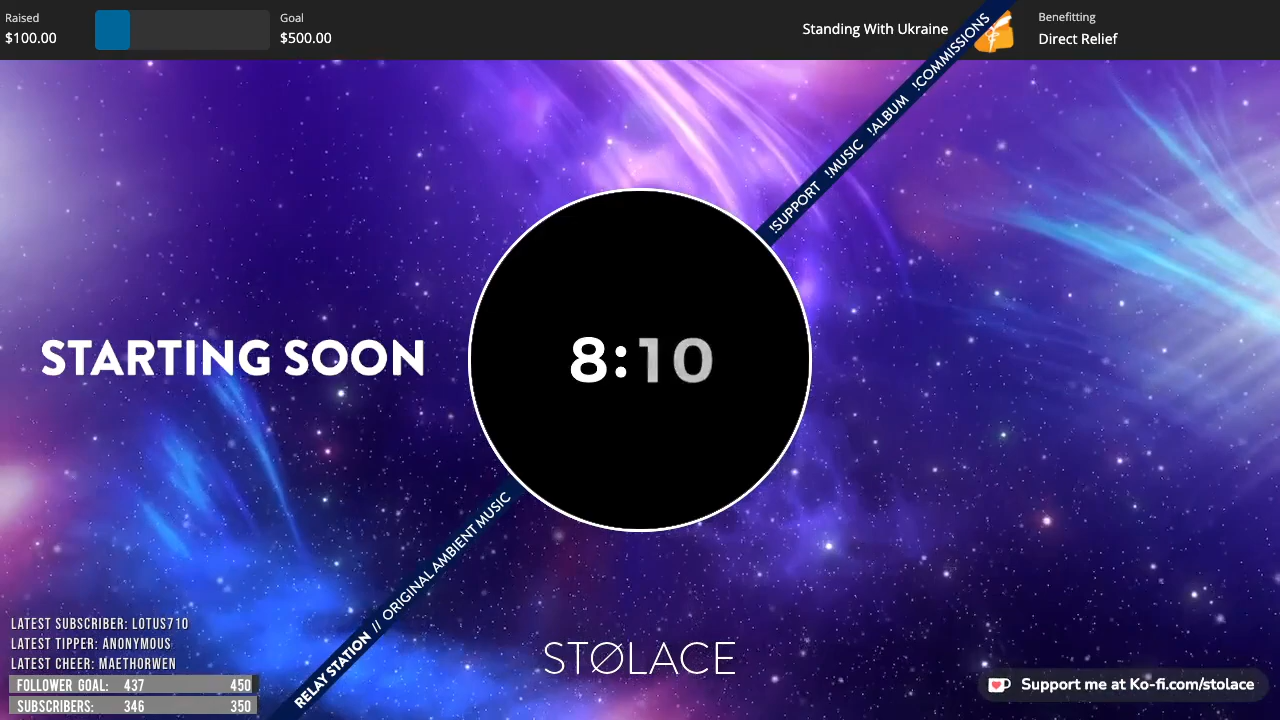 Raised
$100.00
Goal
$500.00
Standing With Ukraine
Benefitting
Direct Relief
!SUPPORT !MUSIC !ALBUM !COMMISSIONS
STARTING SOON
8:10
RELAY STATION // ORIGINAL AMBIENT MUSIC
STØLACE
LATEST SUBSCRIBER: LOTUS710
LATEST TIPPER: ANONYMOUS
LATEST CHEER: MAETHORWEN
FOLLOWER GOAL: 437 450
SUBSCRIBERS: 346 350
Support me at Ko-fi.com/stolace